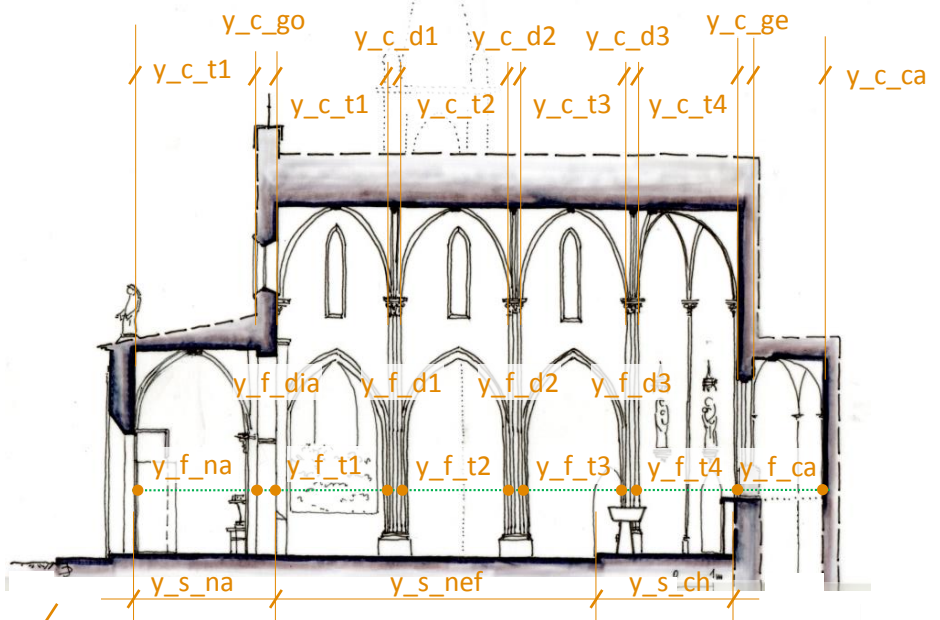 y_c_go
y_c_ge
y_c_d1
y_c_d2
y_c_d3
y_c_t1
y_c_ca
y_c_t1
y_c_t2
y_c_t3
y_c_t4
y_f_dia
y_f_d1
y_f_d2
y_f_d3
y_f_na
y_f_t1
y_f_t2
y_f_t3
y_f_t4
y_f_ca
y_s_na
y_s_nef
y_s_ch